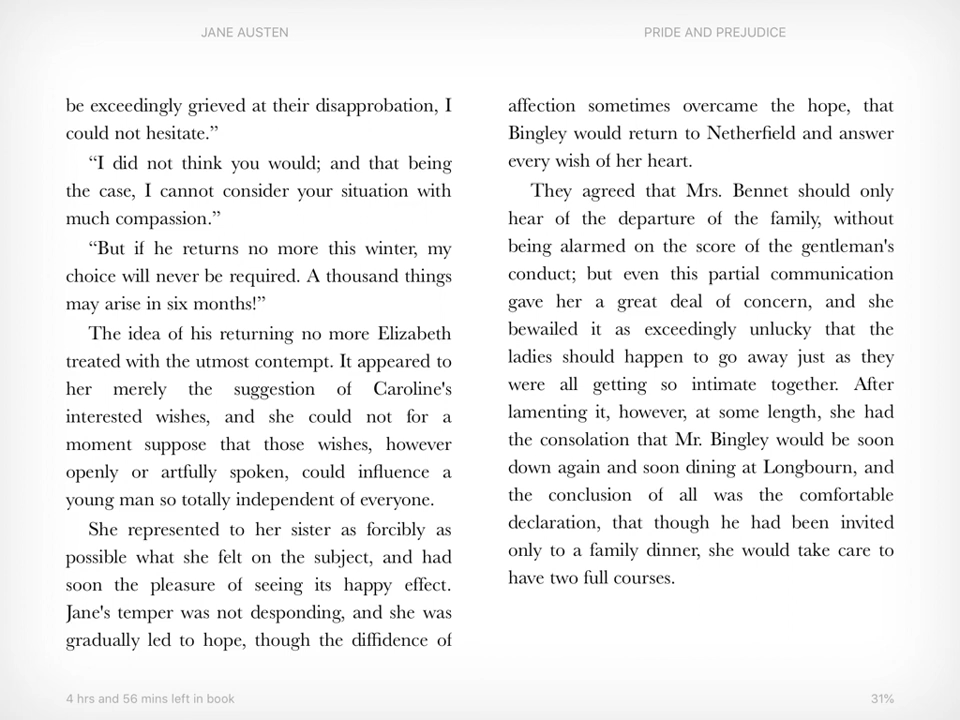 JANE AUSTEN
PRIDE AND PREJUDICE
be exceedingly grieved at their disapprobation, I
could not hesitate.”
“I did not think you would; and that being
the case, I cannot consider your situation with
much compassion.”
“But if he returns no more this winter, my
choice will never be required. A thousand things
may arise in six months!”
The idea of his returning no more Elizabeth
treated with the utmost contempt. It appeared to
her merely the suggestion of Caroline's
interested wishes, and she could not for a
moment suppose that those wishes, however
openly or artfully spoken, could influence a
young man so totally independent of everyone.
She represented to her sister as forcibly as
possible what she felt on the subject, and had
soon the pleasure of seeing its happy effect.
Jane's temper was not desponding, and she was
gradually led to hope, though the diffidence of
affection sometimes overcame the hope, that
Bingley would return to Netherfield and answer
every wish of her heart.
They agreed that Mrs. Bennet should only
hear of the departure of the family, without
being alarmed on the score of the gentleman's
conduct; but even this partial communication
gave her a great deal of concern, and she
bewailed it as exceedingly unlucky that the
ladies should happen to go away just as they
were all getting so intimate together. After
lamenting it, however, at some length, she had
the consolation that Mr. Bingley would be soon
down again and soon dining at Longbourn, and
the conclusion of all was the comfortable
declaration, that though he had been invited
only to a family dinner, she would take care to
have two full courses.
4 hrs and 56 mins left in book
31%